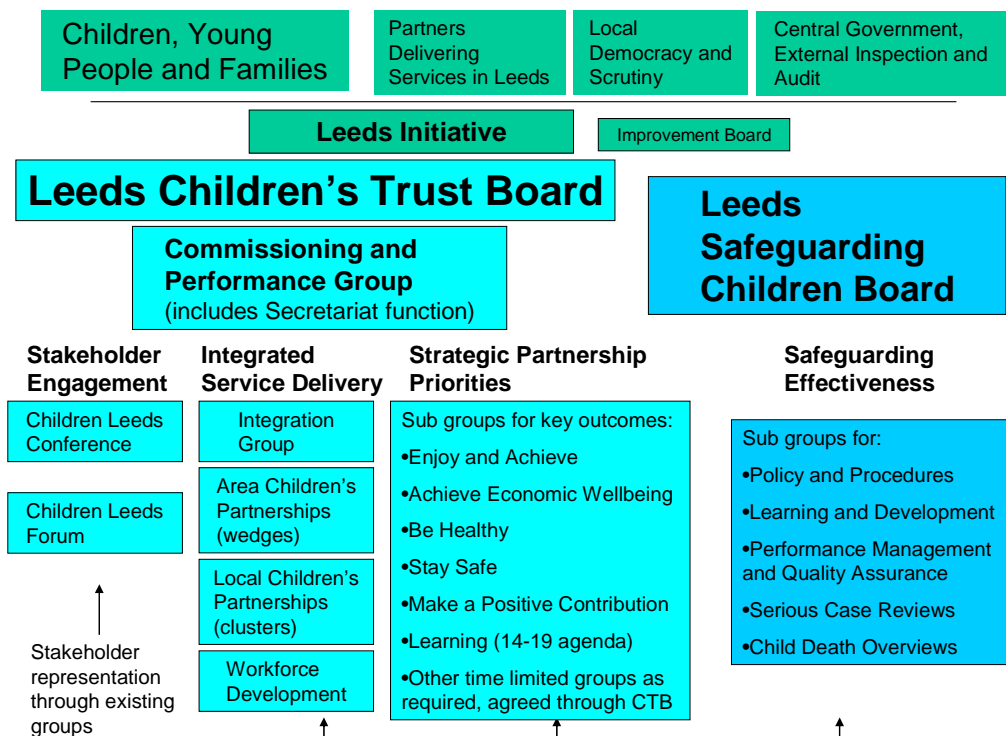 Children, Young
People and Families
Partners
Delivering
Services in Leeds
Local
Democracy and
Scrutiny
Central Government,
External Inspection and
Audit
Leeds Initiative
Improvement Board
Leeds Children’s Trust Board
Leeds
Safeguarding
Children Board
Commissioning and
Performance Group
(includes Secretariat function)
Stakeholder
Engagement
Children Leeds
Conference
Children Leeds
Forum
Stakeholder
representation
through existing
groups
Integrated
Service Delivery
Integration
Group
Area Children’s
Partnerships
(wedges)
Local Children’s
Partnerships
(clusters)
Workforce
Development
Strategic Partnership
Priorities
Sub groups for key outcomes:
•Enjoy and Achieve
•Achieve Economic Wellbeing
•Be Healthy
•Stay Safe
•Make a Positive Contribution
•Learning (14-19 agenda)
•Other time limited groups as
required, agreed through CTB
Safeguarding
Effectiveness
Sub groups for:
•Policy and Procedures
•Learning and Development
•Performance Management
and Quality Assurance
•Serious Case Reviews
•Child Death Overviews